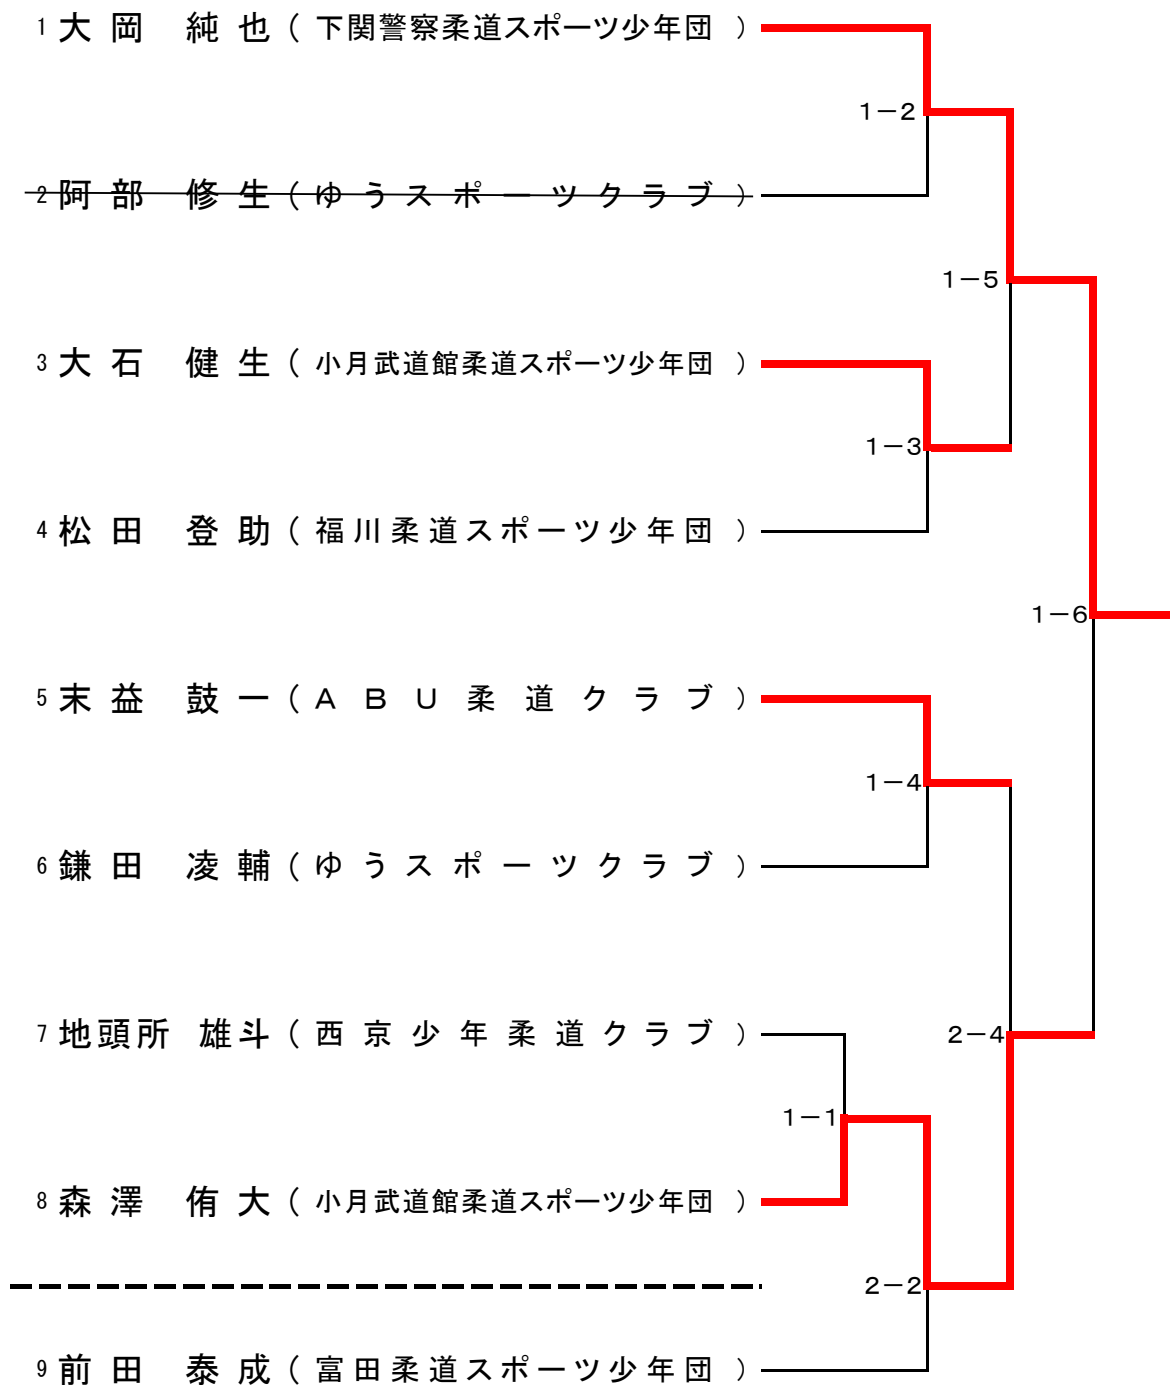 1 大岡 純也（下関警察柔道スポーツ少年団）
1－2
2 阿部 修生（ゆうスポーツクラブ）
1－5
3 大石 健生（小月武道館柔道スポーツ少年団）
1－3
4 松田 登助（福川柔道スポーツ少年団）
1－6
5 末益 鼓一（ＡＢＵ柔道クラブ）
1－4
6 鎌田 凌輔（ゆうスポーツクラブ）
7 地頭所 雄斗（西京少年柔道クラブ）
2－4
1－1
8 森澤 侑大（小月武道館柔道スポーツ少年団）
2－2
9 前田 泰成（富田柔道スポーツ少年団）